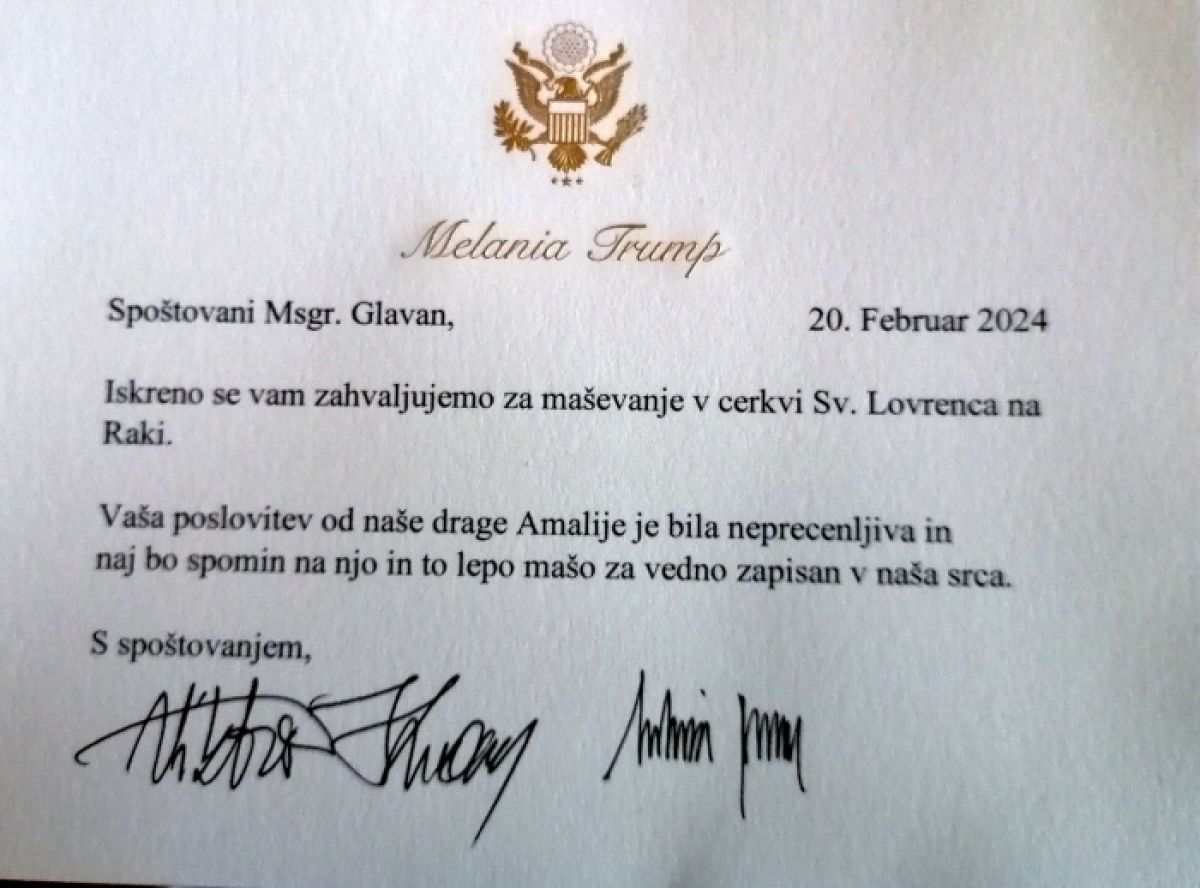 Melania Trump
Spoštovani Msgr. Glavan, 20. Februar 2024
Iskreno se vam zahvaljujemo za maševanje v cerkvi Sv. Lovrenca na
Raki.
Vaša poslovitev od naše drage Amalije je bila neprecenljiva in
naj bo spomin na njo in to lepo mašo za vedno zapisan v naša srca.
S spoštovanjem,